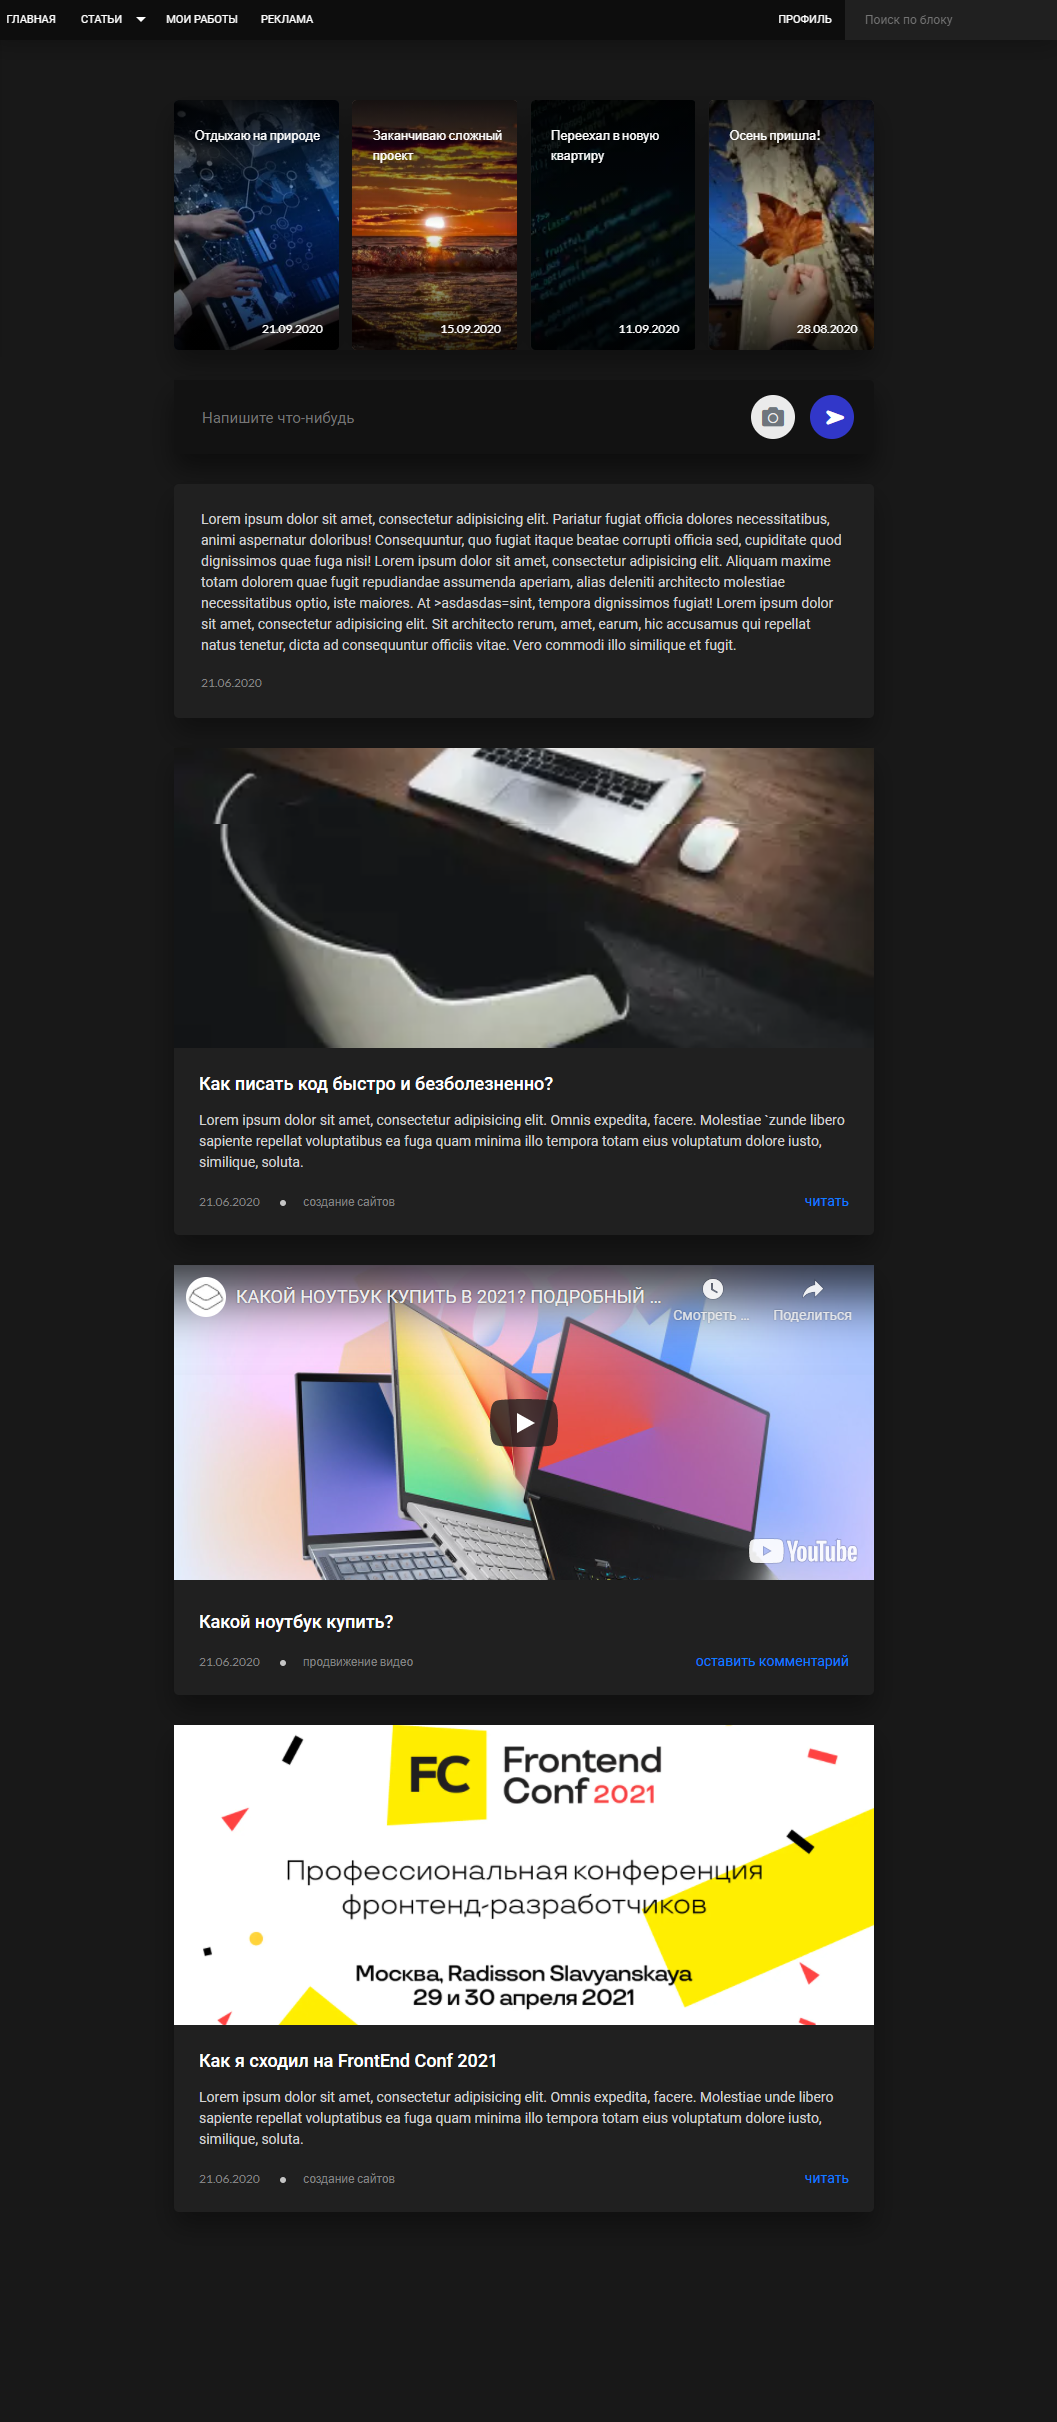 ГЛАВНАЯ СТАТЬИ МОИ РАБОТЫ РЕКЛАМА ПРОФИЛЬ Поиск по блоку
Отдыхаю на природе
21.09.2020
Заканчиваю сложный
проект
15.09.2020
Переехал в новую
квартиру
11.09.2020
Осень пришла!
28.08.2020
Напишите что-нибудь
Lorem ipsum dolor sit amet, consectetur adipisicing elit. Pariatur fugiat officia dolores necessitatibus,
animi aspernatur doloribus! Consequuntur, quo fugiat itaque beatae corrupti officia sed, cupiditate quod
dignissimos quae fuga nisi! Lorem ipsum dolor sit amet, consectetur adipisicing elit. Aliquam maxime
totam dolorem quae fugit repudiandae assumenda aperiam, alias deleniti architecto molestiae
necessitatibus optio, iste maiores. At >asdasdas=sint, tempora dignissimos fugiat! Lorem ipsum dolor
sit amet, consectetur adipisicing elit. Sit architecto rerum, amet, earum, hic accusamus qui repellat
natus tenetur, dicta ad consequuntur officiis vitae. Vero commodi illo similique et fugit.
21.06.2020
Как писать код быстро и безболезненно?
Lorem ipsum dolor sit amet, consectetur adipisicing elit. Omnis expedita, facere. Molestiae `zunde libero
sapiente repellat voluptatibus ea fuga quam minima illo tempora totam eius voluptatum dolore iusto,
similique, soluta.
21.06.2020 ● создание сайтов читать
КАКОЙ НОУТБУК КУПИТЬ В 2021? ПОДРОБНЫЙ ...
Смотреть ... Поделиться
YouTube
Какой ноутбук купить?
21.06.2020 ● продвижение видео оставить комментарий
FC Frontend
Conf 2021
Профессиональная конференция
фронтенд-разработчиков
Москва, Radisson Slavyanskaya
29 и 30 апреля 2021
Как я сходил на FrontEnd Conf 2021
Lorem ipsum dolor sit amet, consectetur adipisicing elit. Omnis expedita, facere. Molestiae unde libero
sapiente repellat voluptatibus ea fuga quam minima illo tempora totam eius voluptatum dolore iusto,
similique, soluta.
21.06.2020 ● создание сайтов читать